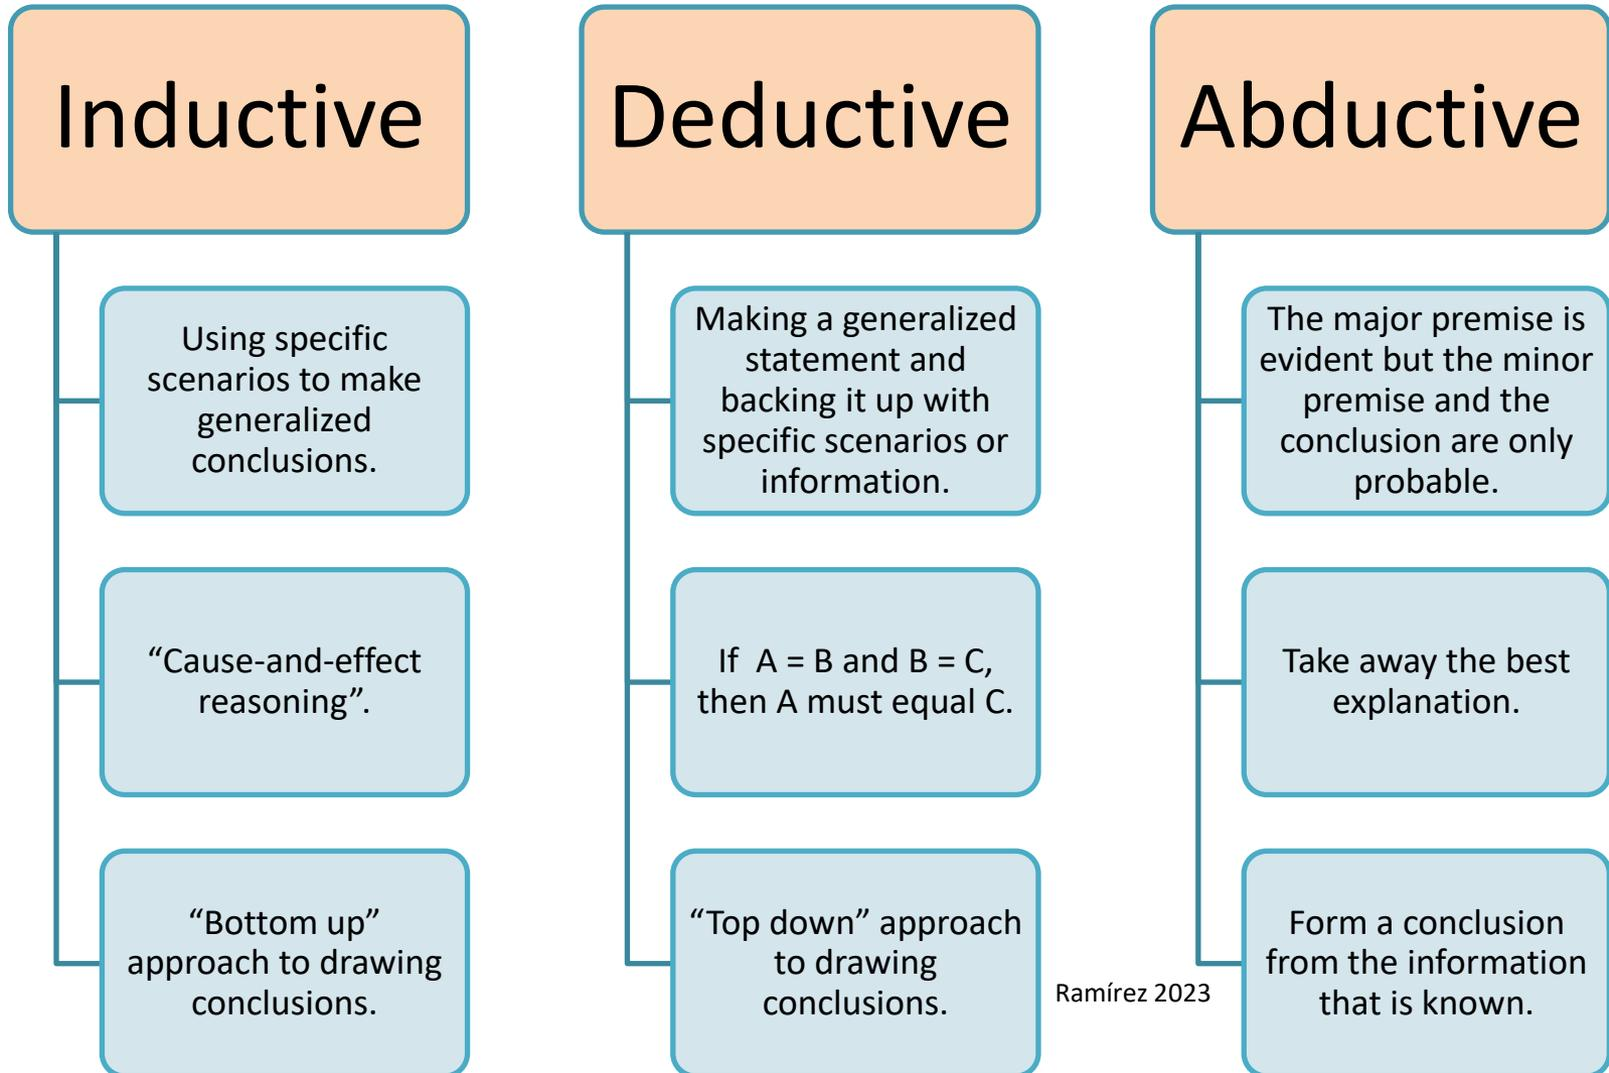 Inductive
Using specific
scenarios to make
generalized
conclusions.
“Cause-and-effect
reasoning”.
“Bottom up”
approach to drawing
conclusions.
Deductive
Making a generalized
statement and
backing it up with
specific scenarios or
information.
If  A = B and B = C,
then A must equal C.
“Top down” approach
to drawing
conclusions.
Abductive
The major premise is
evident but the minor
premise and the
conclusion are only
probable.
Take away the best
explanation.
Form a conclusion
from the information
that is known.
Ramírez 2023